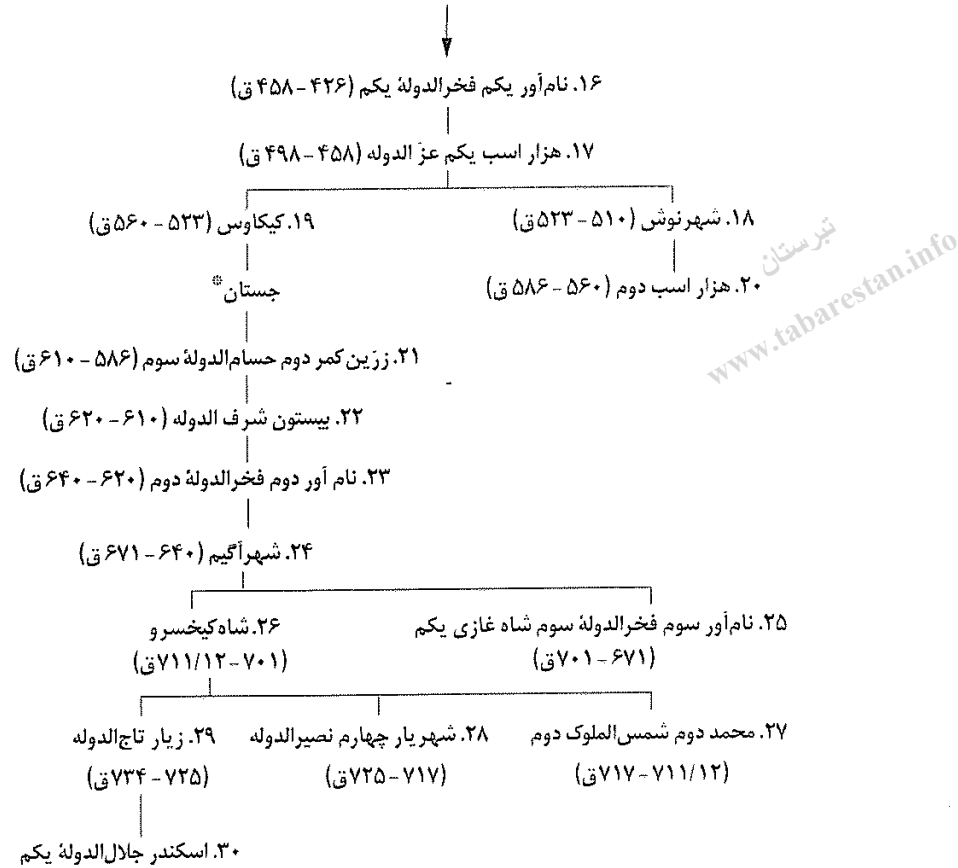 ۱۶. نام‌آور یکم فخرالدولهٔ یکم (۴۲۶ - ۴۵۸ ق)
۱۷. هزار اسب یکم عزّ الدوله (۴۵۸ - ۴۹۸ ق)
۱۸. شهرنوش (۵۱۰ - ۵۲۳ ق)
۱۹. کیکاوس (۵۲۳ - ۵۶۰ ق)
تبرستان
www.tabarestan.info
۲۰. هزار اسب دوم (۵۶۰ - ۵۸۶ ق)
جستان*
۲۱. زرّین‌کمر دوم حسام‌الدولهٔ سوم (۵۸۶ - ۶۱۰ ق)
۲۲. بیستون شرف الدوله (۶۱۰ - ۶۲۰ ق)
۲۳. نام آور دوم فخرالدولهٔ دوم (۶۲۰ - ۶۴۰ ق)
۲۴. شهرآگیم (۶۴۰ - ۶۷۱ ق)
۲۵. نام‌آور سوم فخرالدولهٔ سوم شاه غازی یکم
(۶۷۱ - ۷۰۱ ق)
۲۶. شاه کیخسرو
(۷۰۱ - ۷۱۱/۱۲ ق)
۲۷. محمد دوم شمس‌الملوک دوم
(۷۱۱/۱۲ - ۷۱۷ ق)
۲۸. شهریار چهارم نصیرالدوله
(۷۱۷ - ۷۲۵ ق)
۲۹. زیار تاج‌الدوله
(۷۲۵ - ۷۳۴ ق)
۳۰. اسکندر جلال‌الدولهٔ یکم